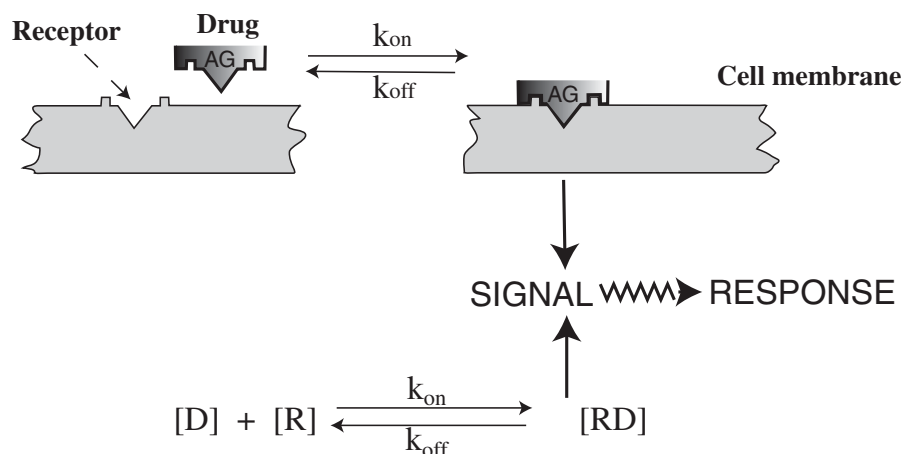 Receptor
Drug
AG
kon
koff
AG
Cell membrane
SIGNAL
RESPONSE
[D] + [R]
kon
koff
[RD]